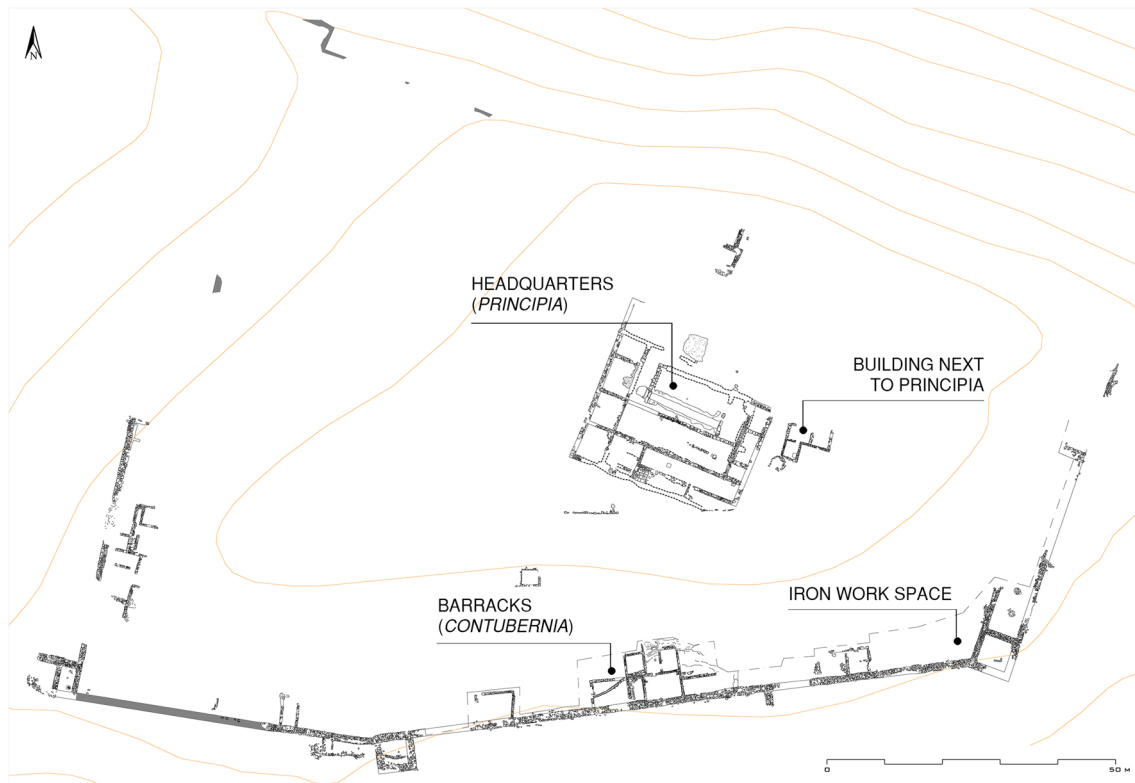 N
HEADQUARTERS
(PRINCIPIA)
BUILDING NEXT
TO PRINCIPIA
IRON WORK SPACE
BARRACKS
(CONTUBERNIA)
0 50 M